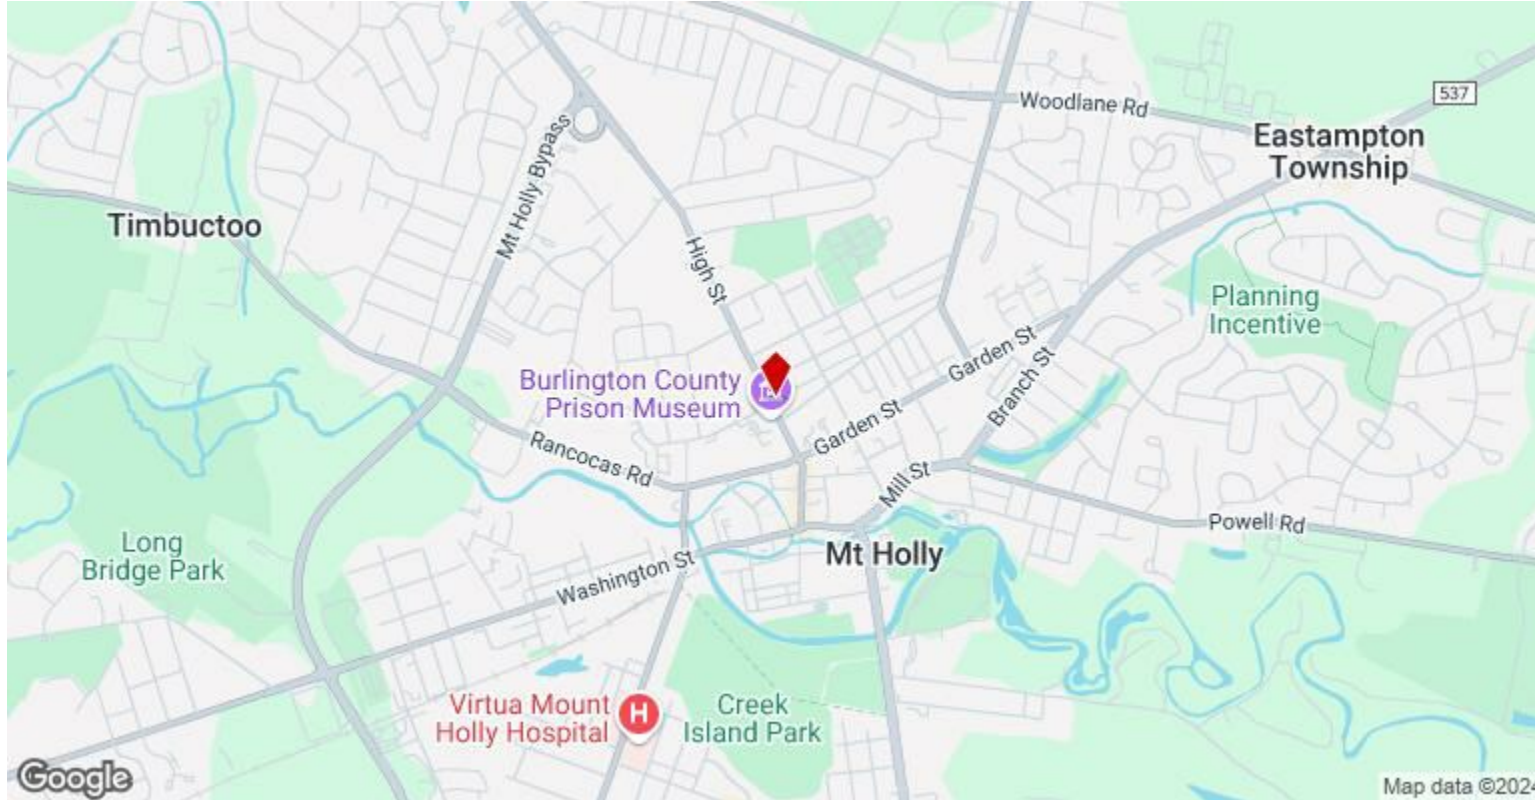 Woodlane Rd
537
Eastampton
Township
Mt Holly Bypass
Timbuctoo
High St
Planning
Incentive
Garden St
Branch St
Burlington County
Prison Museum
Garden St
Rancocas Rd
Mill St
Powell Rd
Long
Bridge Park
Mt Holly
Washington St
Virtua Mount
Holly Hospital
H
Creek
Island Park
Google
Map data ©2024